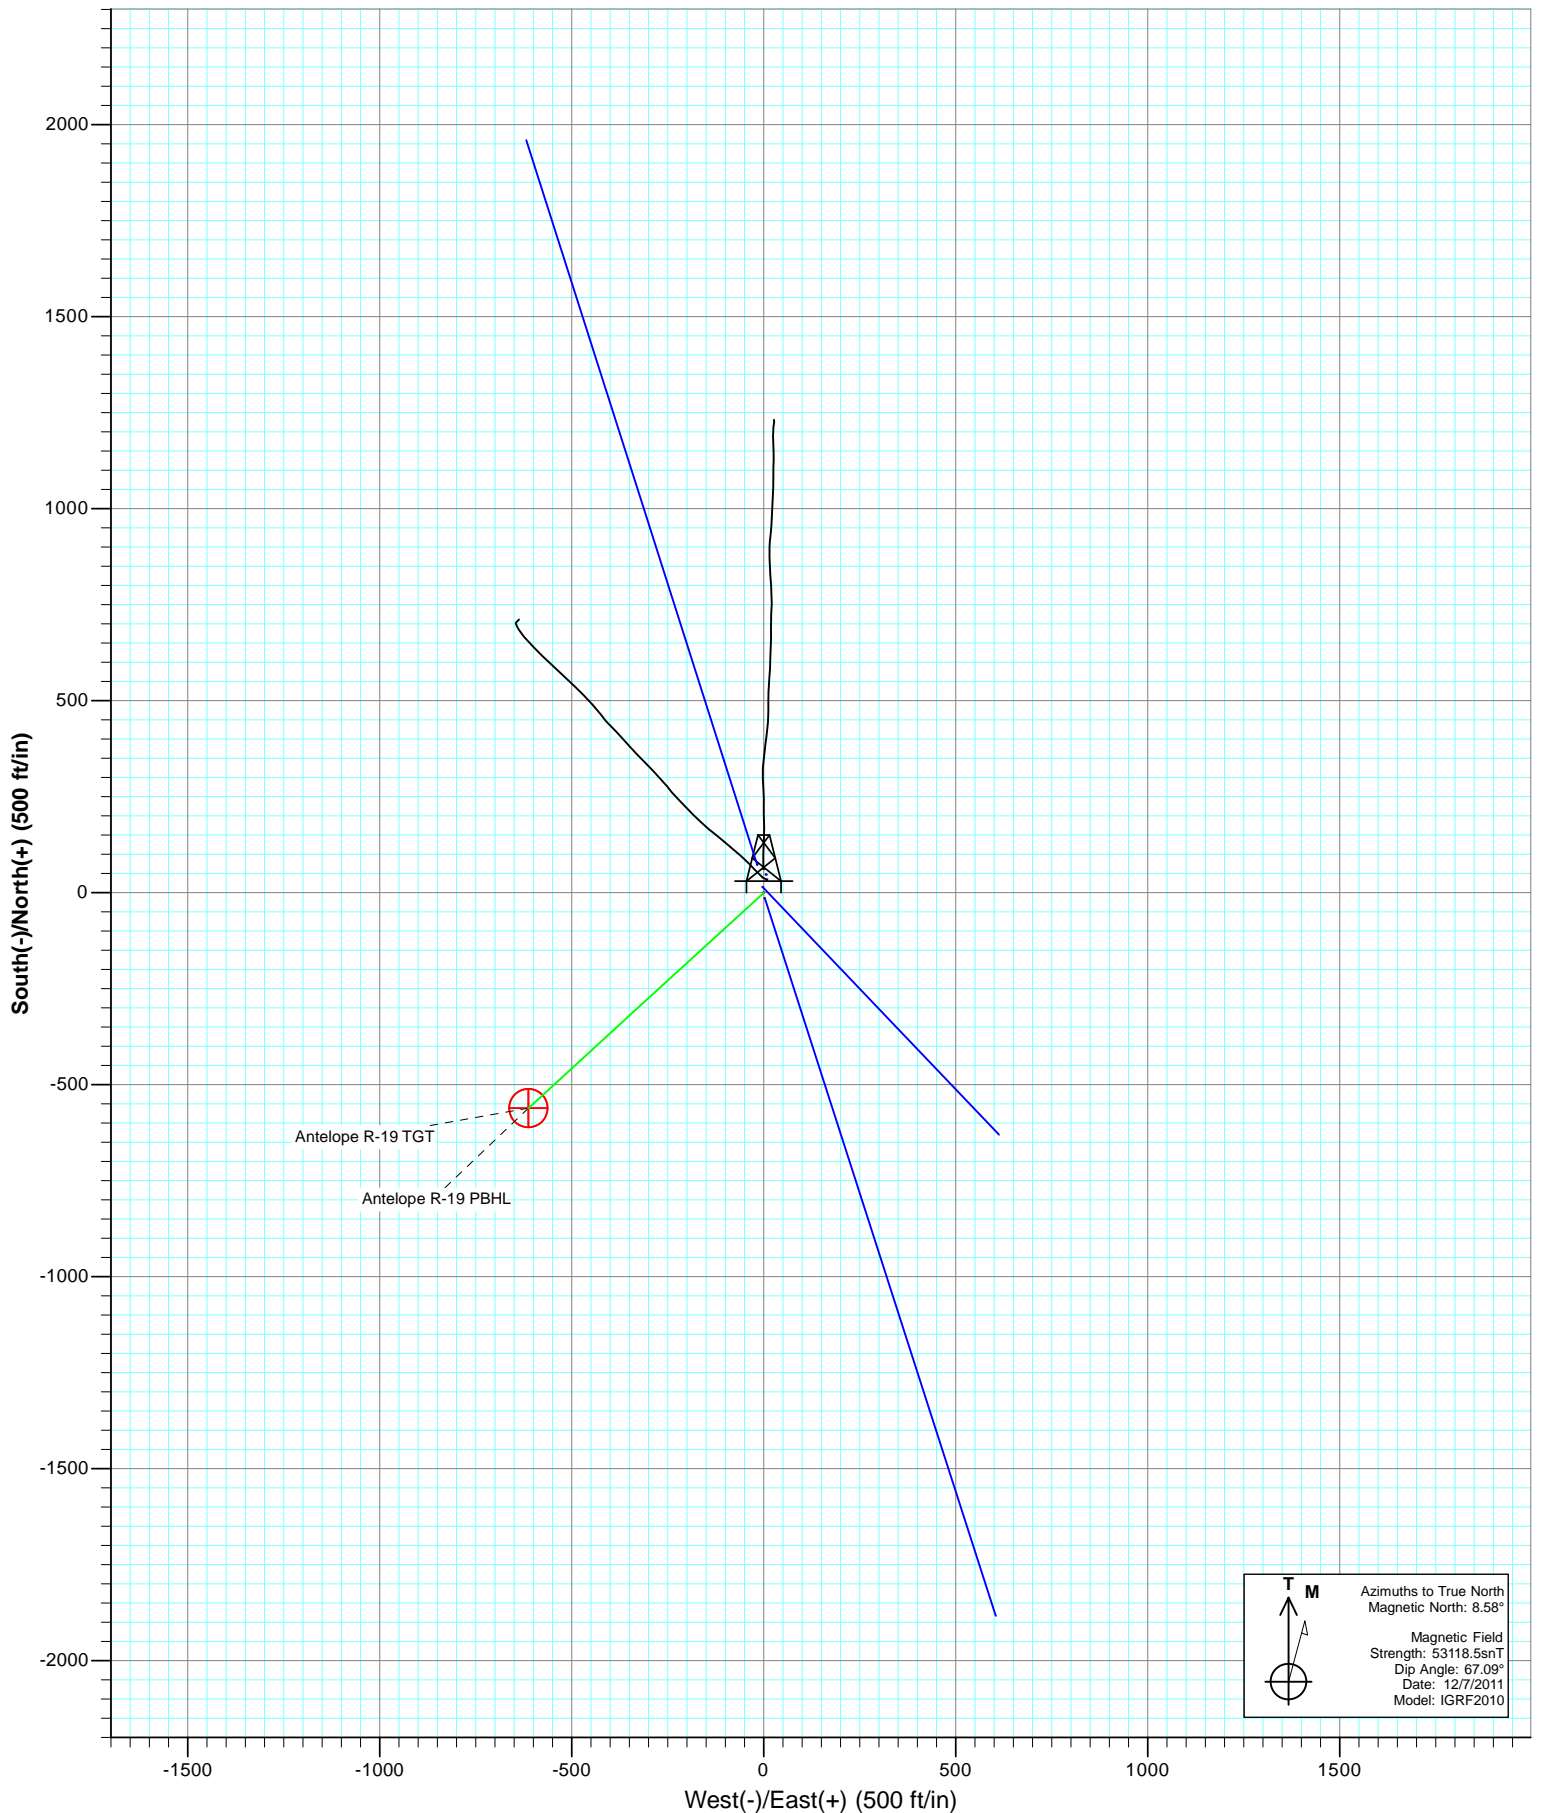 2000
1500
1000
500
0
-500
-1000
-1500
-2000
South(-)/North(+) (500 ft/in)
Antelope R-19 TGT
Antelope R-19 PBHL
T M
Azimuths to True North
Magnetic North: 8.58°
Magnetic Field
Strength: 53118.5snT
Dip Angle: 67.09°
Date: 12/7/2011
Model: IGRF2010
-1500 -1000 -500 0 500 1000 1500
West(-)/East(+) (500 ft/in)